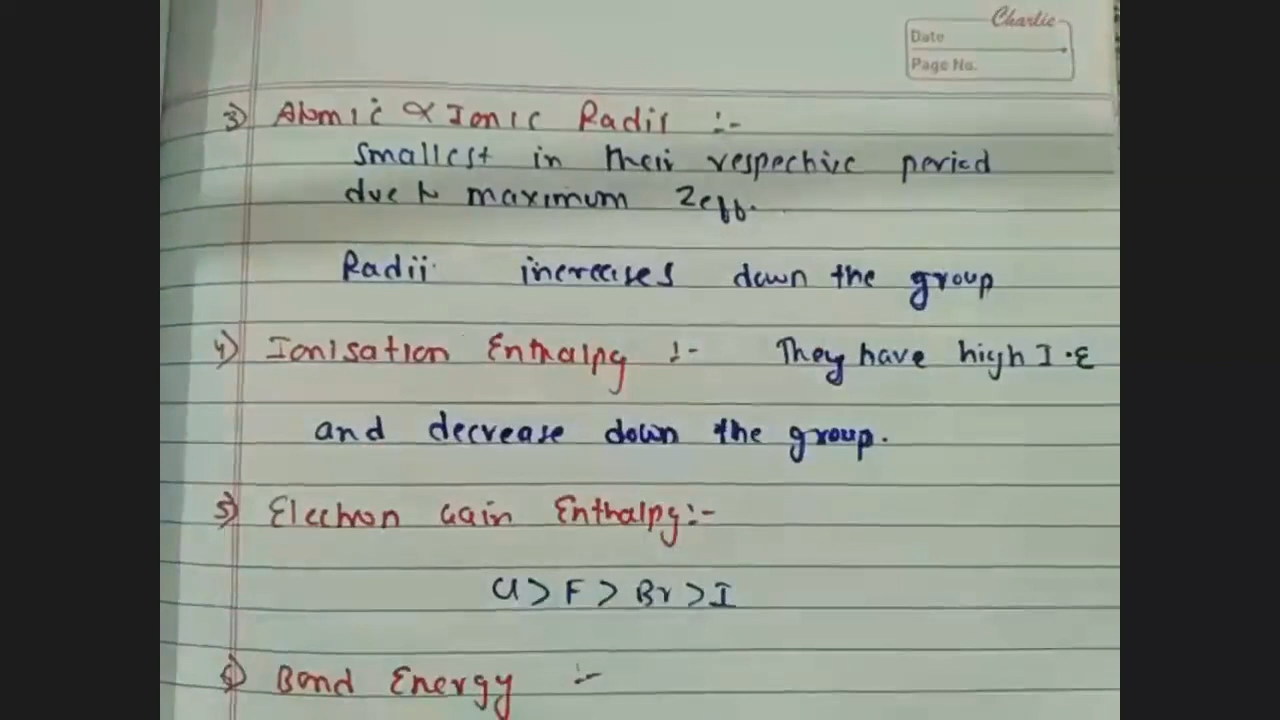 Charlie
Date
Page No.
3) Atomic & Ionic Radii :-
Smallest in their respective period
due to maximum Zeff.
Radii increases down the group
4) Ionisation Enthalpy :- They have high I.E
and decrease down the group.
5) Electron Gain Enthalpy:-
Cl > F > Br > I
6) Bond Energy :-